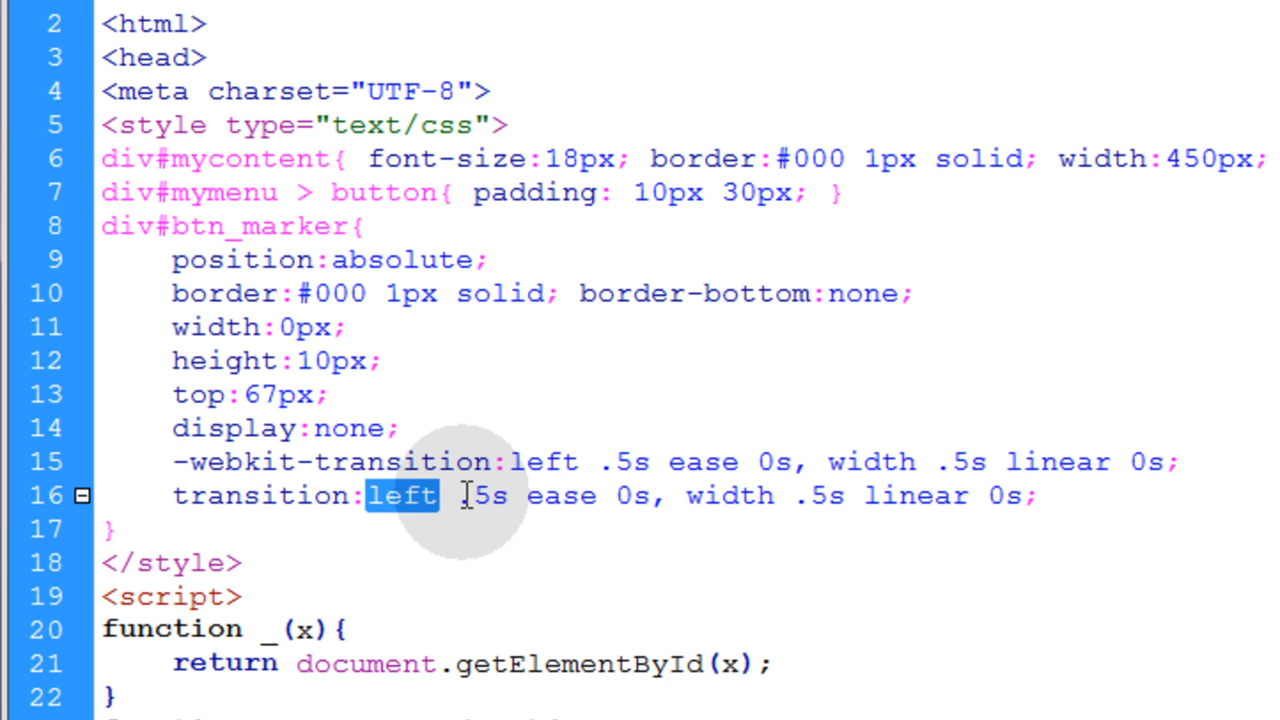 2 <html>
3 <head>
4 <meta charset="UTF-8">
5 <style type="text/css">
6 div#mycontent{ font-size:18px; border:#000 1px solid; width:450px;
7 div#mymenu > button{ padding: 10px 30px; }
8 div#btn_marker{
9 position:absolute;
10 border:#000 1px solid; border-bottom:none;
11 width:0px;
12 height:10px;
13 top:67px;
14 display:none;
15 -webkit-transition:left .5s ease 0s, width .5s linear 0s;
16 transition:left .5s ease 0s, width .5s linear 0s;
17 }
18 </style>
19 <script>
20 function _(x){
21 return document.getElementById(x);
22 }